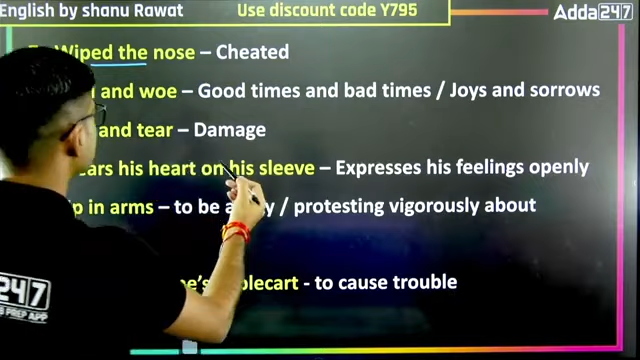 English by shanu Rawat
Use discount code Y795
Adda247
Wiped the nose – Cheated
and woe – Good times and bad times / Joys and sorrows
and tear – Damage
his heart on his sleeve – Expresses his feelings openly
in arms – to be / protesting vigorously about
- to cause trouble
247
PREP APP